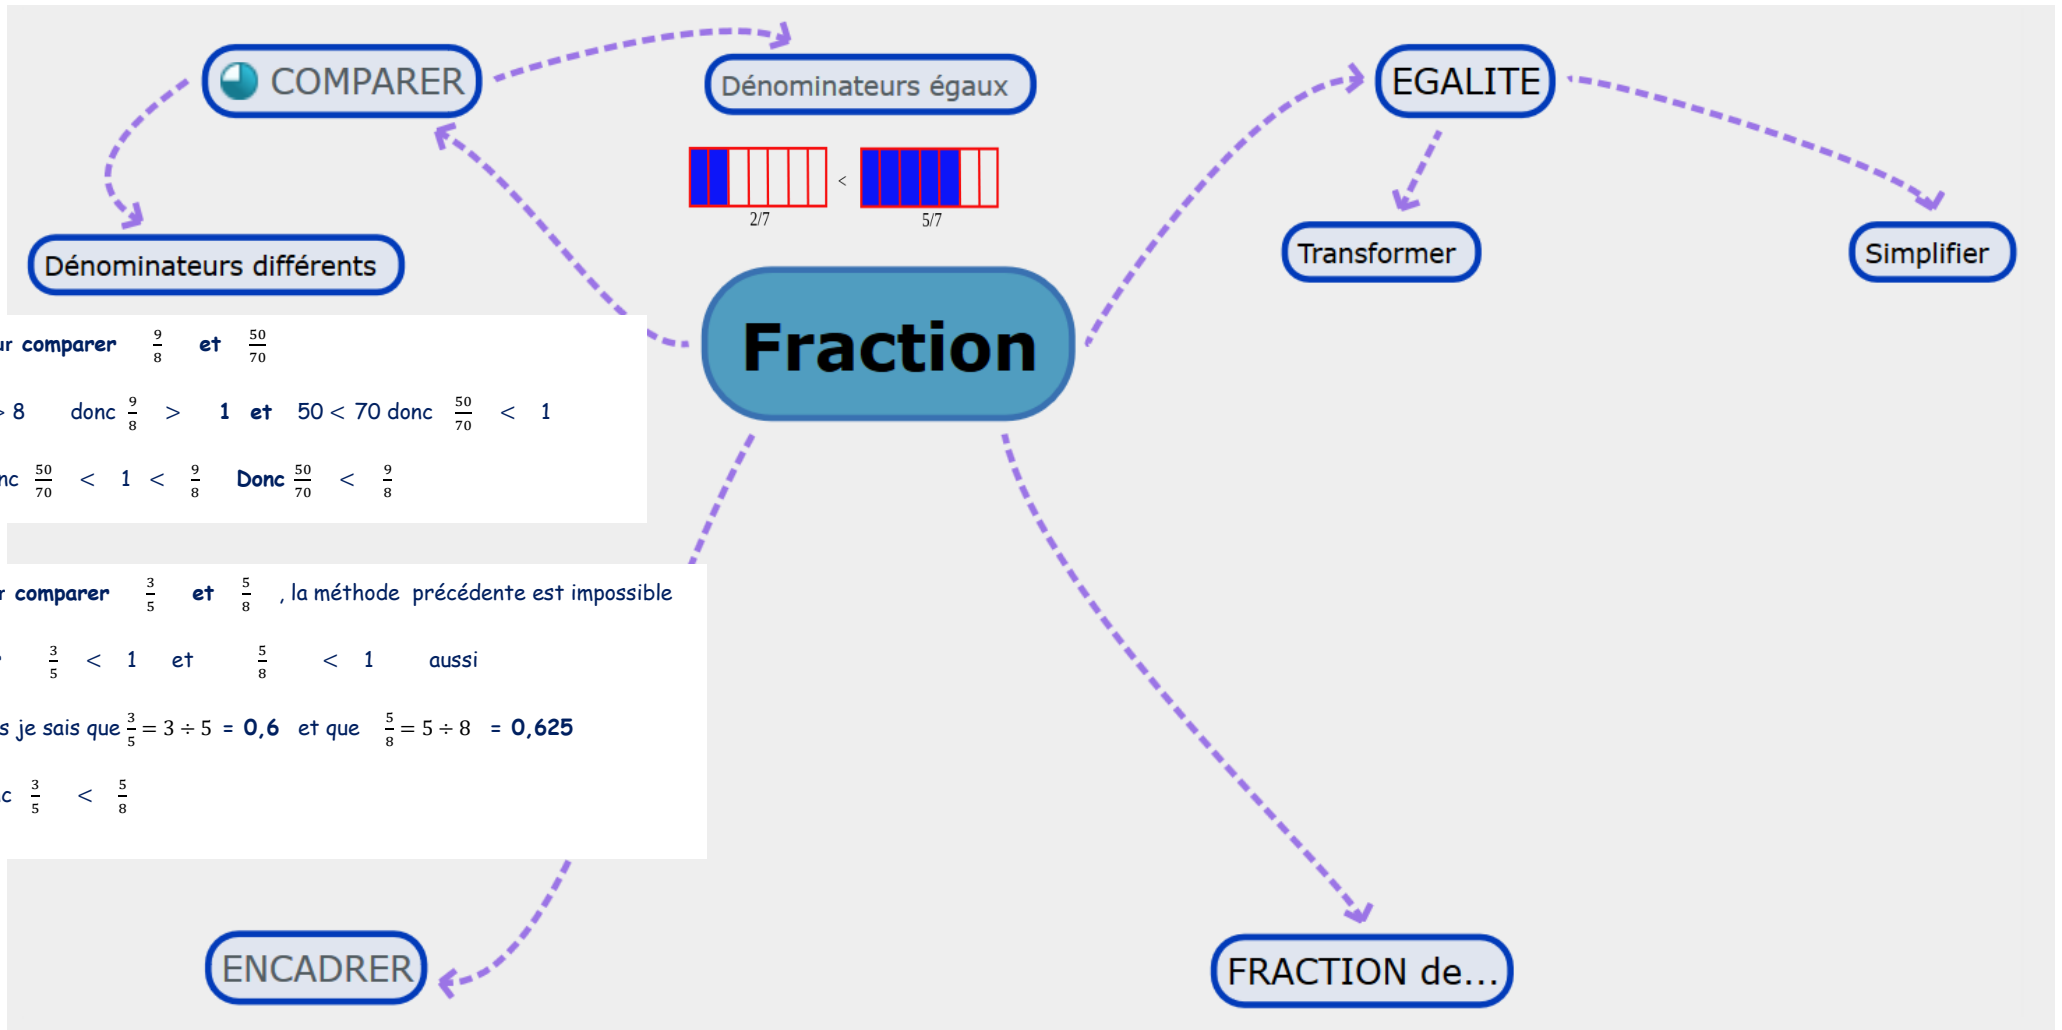 COMPARER
Dénominateurs égaux
EGALITE
<
2/7
5/7
Dénominateurs différents
Transformer
Simplifier
Fraction
comparer 9/8 et 50/70
> 8 donc 9/8 > 1 et 50 < 70 donc 50/70 < 1
50/70 < 1 < 9/8 Donc 50/70 < 9/8
comparer 3/5 et 5/8 , la méthode précédente est impossible
3/5 < 1 et 5/8 < 1 aussi
je sais que 3/5 = 3 ÷ 5 = 0,6 et que 5/8 = 5 ÷ 8 = 0,625
3/5 < 5/8
ENCADRER
FRACTION de...